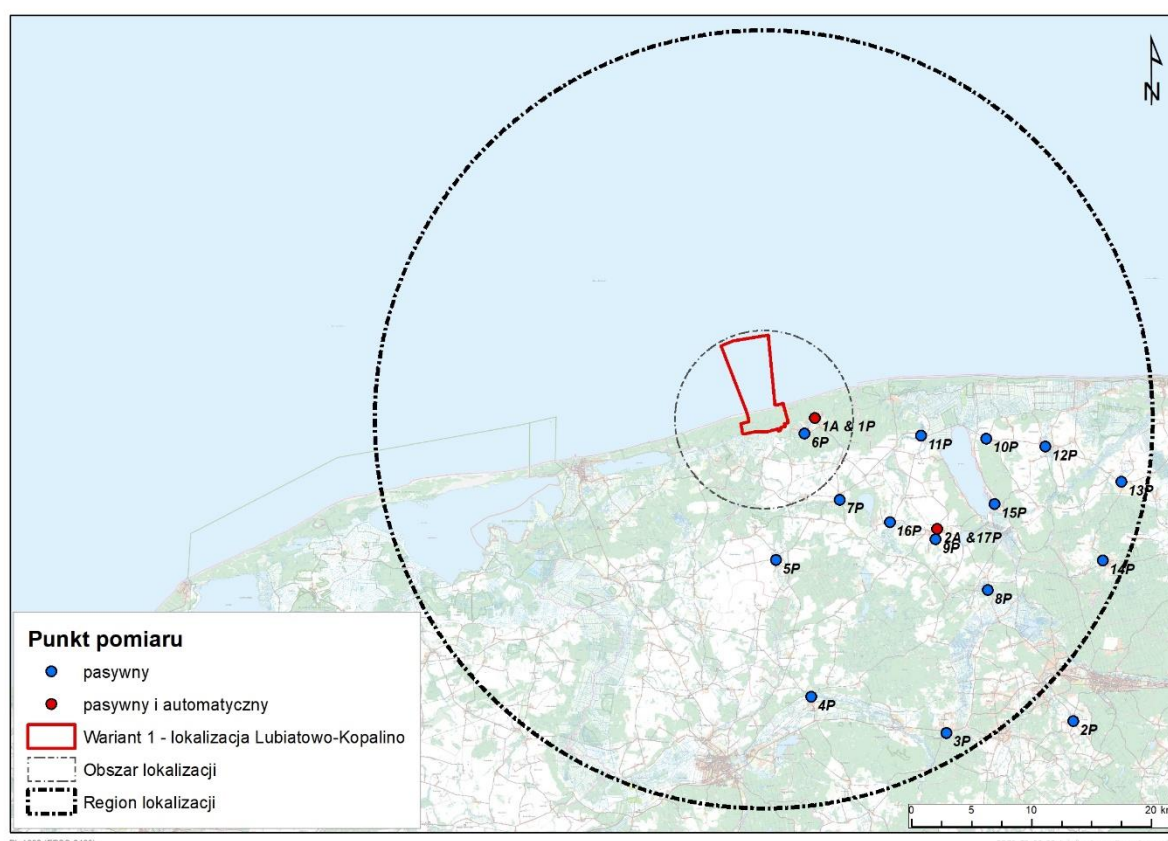 N
1A & 1P
6P
11P
10P
12P
13P
7P
15P
16P
2A &17P
9P
5P
14P
8P
4P
2P
3P
Punkt pomiaru
pasywny
pasywny i automatyczny
Wariant 1 - lokalizacja Lubiatowo-Kopalino
Obszar lokalizacji
Region lokalizacji
0 5 10 20 km